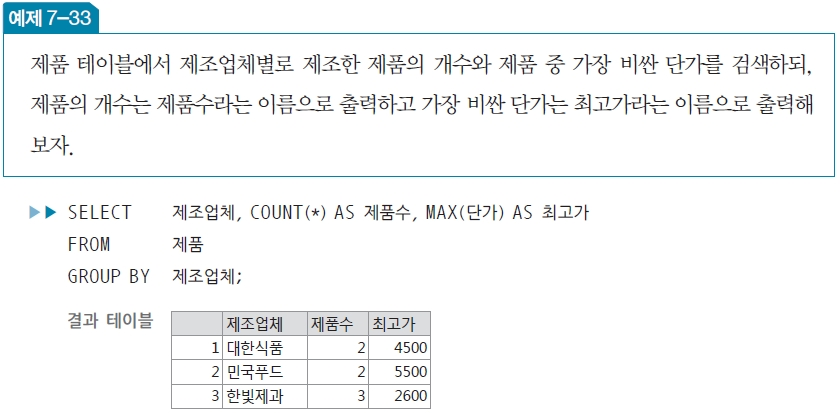 예제 7-33
제품 테이블에서 제조업체별로 제조한 제품의 개수와 제품 중 가장 비싼 단가를 검색하되,
제품의 개수는 제품수라는 이름으로 출력하고 가장 비싼 단가는 최고가라는 이름으로 출력해
보자.
▶▶ SELECT 제조업체, COUNT(*) AS 제품수, MAX(단가) AS 최고가
FROM 제품
GROUP BY 제조업체;
결과 테이블
제조업체 제품수 최고가
1 대한식품 2 4500
2 민국푸드 2 5500
3 한빛제과 3 2600